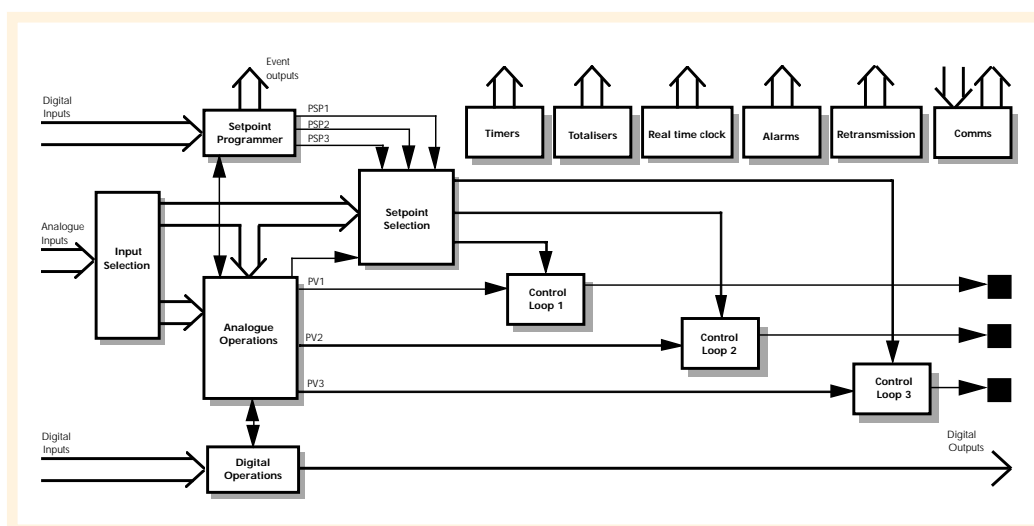 Event
outputs
Digital
Inputs
Setpoint
Programmer
PSP1
PSP2
PSP3
Timers
Totalisers
Real time clock
Alarms
Retransmission
Comms
Setpoint
Selection
Analogue
Inputs
Input
Selection
Analogue
Operations
PV1
Control
Loop 1
PV2
Control
Loop 2
PV3
Control
Loop 3
Digital
Inputs
Digital
Operations
Digital
Outputs